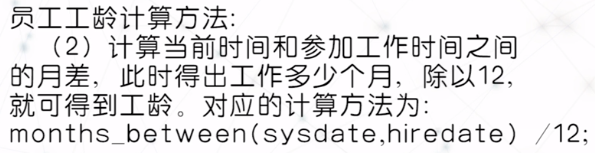 员工工龄计算方法:
（2）计算当前时间和参加工作时间之间
的月差，此时得出工作多少个月，除以12,
就可得到工龄。对应的计算方法为:
months_between(sysdate,hiredate）/12;